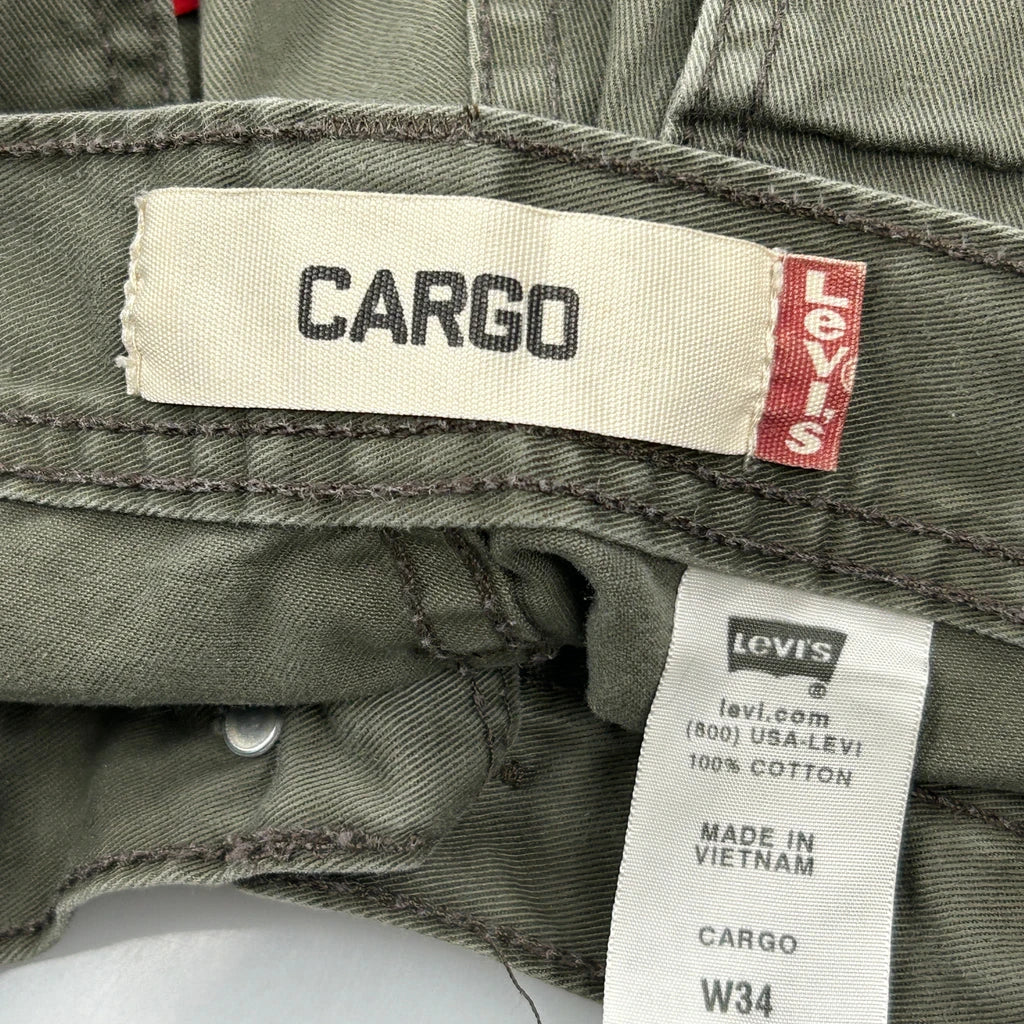 CARGO
LEVI'S
LEVI'S
®
levi.com
(800) USA-LEVI
100% COTTON
MADE IN
VIETNAM
CARGO
W34